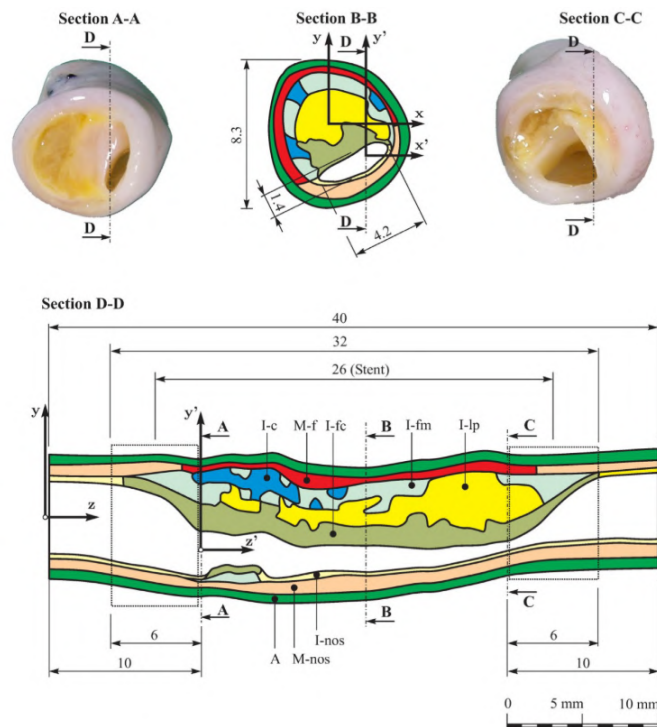 Section A-A
Section B-B
Section C-C
D
y
D
y'
D
x
x'
8.3
1.4
4.2
D
D
D
Section D-D
40
32
26 (Stent)
y
y'
A
I-c
M-f
I-fc
B
I-fm
I-lp
C
z
z'
A
B
C
I-nos
A
M-nos
6
6
10
10
0
5 mm
10 mm